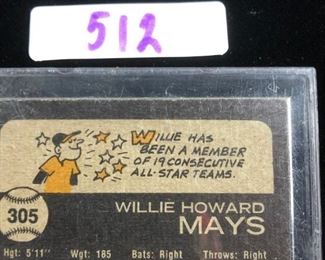 512
WILLIE HAS
BEEN A MEMBER
OF 19 CONSECUTIVE
ALL-STAR TEAMS.
305
WILLIE HOWARD
MAYS
Hgt: 5'11" Wgt: 185 Bats: Right Throws: Right